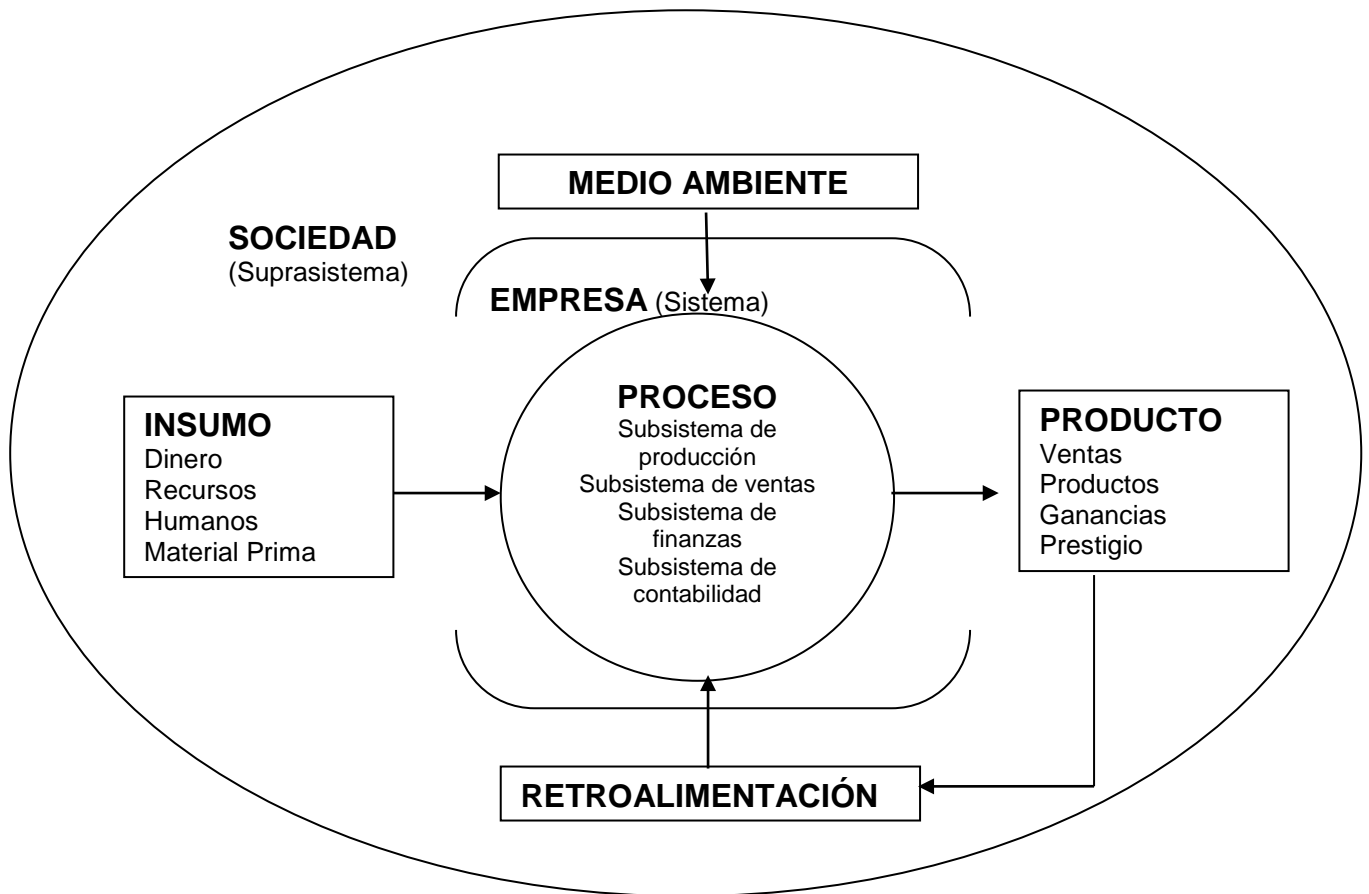 MEDIO AMBIENTE
SOCIEDAD
(Suprasistema)
EMPRESA (Sistema)
INSUMO
Dinero
Recursos
Humanos
Material Prima
PROCESO
Subsistema de
producción
Subsistema de ventas
Subsistema de
finanzas
Subsistema de
contabilidad
PRODUCTO
Ventas
Productos
Ganancias
Prestigio
RETROALIMENTACIÓN